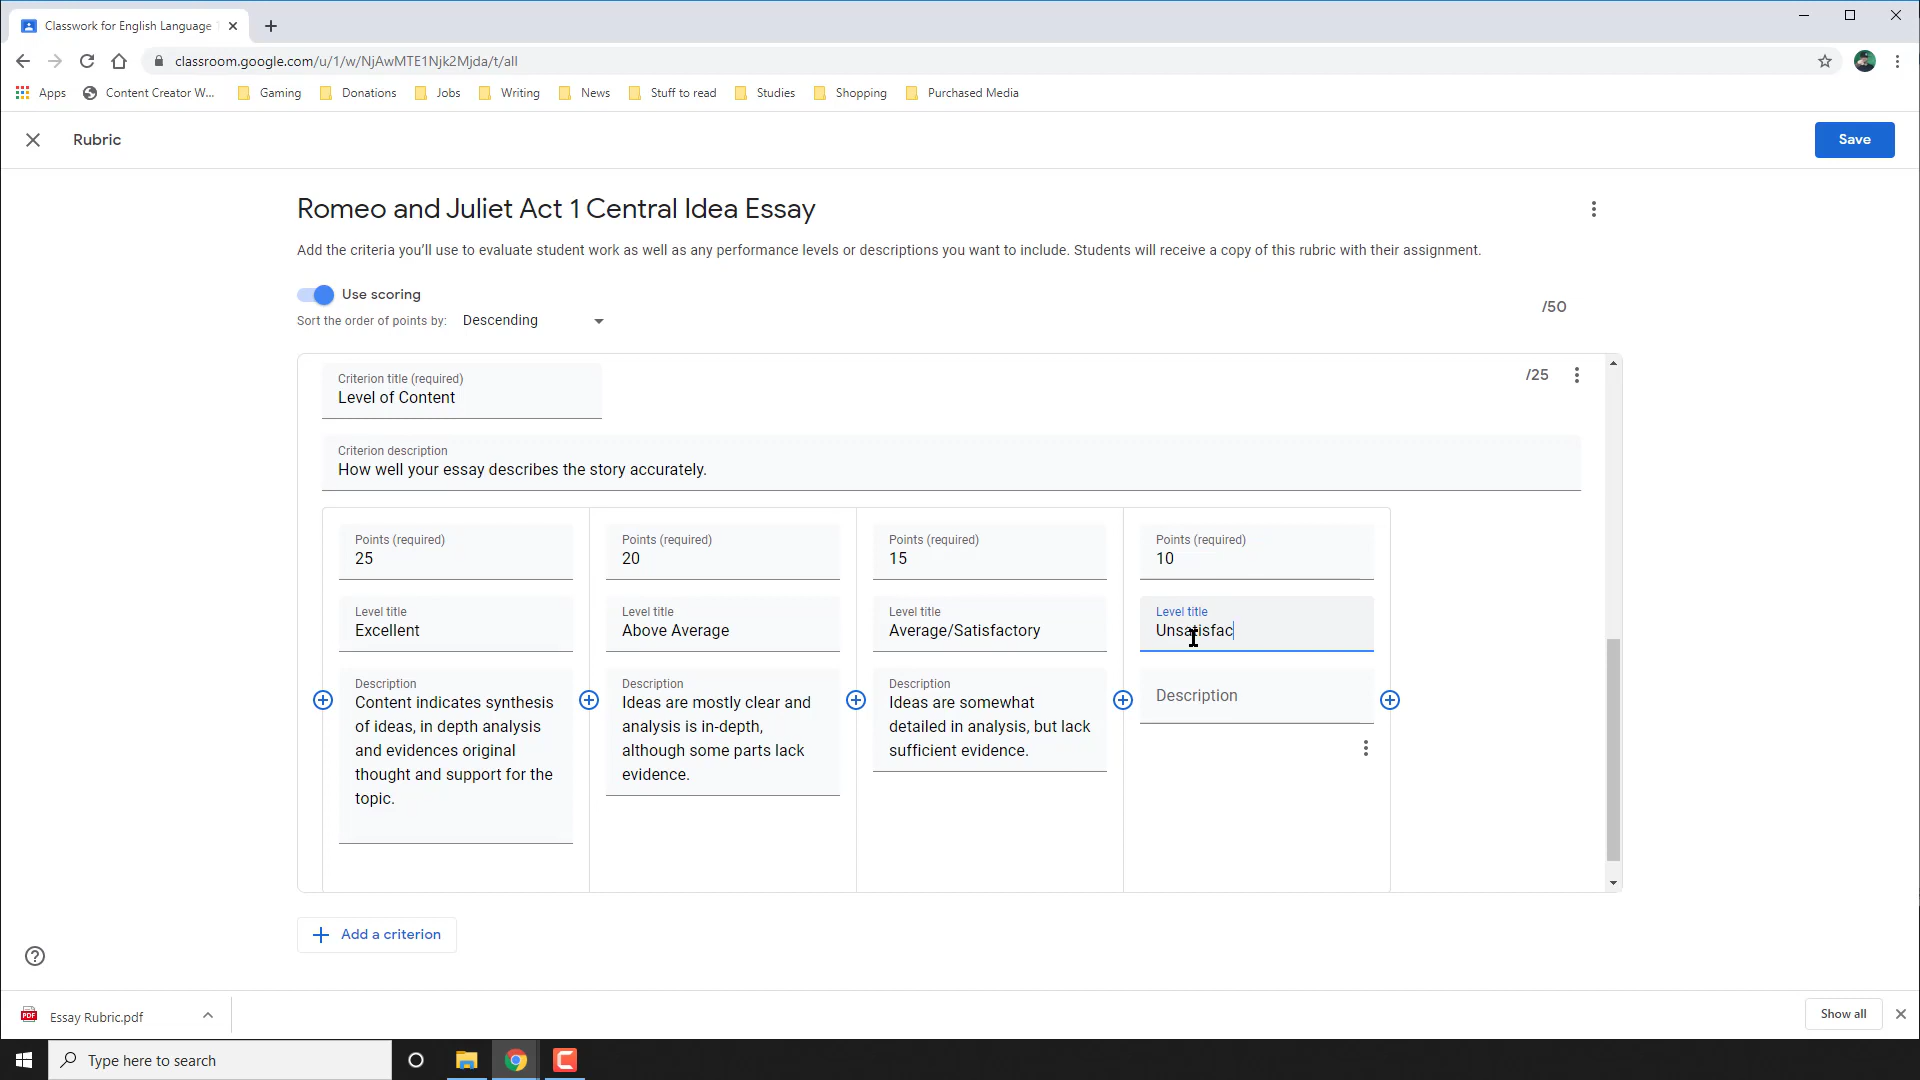 Classwork for English Language
classroom.google.com/u/1/w/NjAwMTE1Njk2Mjda/t/all
Apps Content Creator W... Gaming Donations Jobs Writing News Stuff to read Studies Shopping Purchased Media
Rubric
Save
Romeo and Juliet Act 1 Central Idea Essay
Add the criteria you'll use to evaluate student work as well as any performance levels or descriptions you want to include. Students will receive a copy of this rubric with their assignment.
Use scoring
/50
Sort the order of points by: Descending
Criterion title (required)
Level of Content
/25
Criterion description
How well your essay describes the story accurately.
Points (required)
25
Level title
Excellent
Description
Content indicates synthesis
of ideas, in depth analysis
and evidences original
thought and support for the
topic.
Points (required)
20
Level title
Above Average
Description
Ideas are mostly clear and
analysis is in-depth,
although some parts lack
evidence.
Points (required)
15
Level title
Average/Satisfactory
Description
Ideas are somewhat
detailed in analysis, but lack
sufficient evidence.
Points (required)
10
Level title
Unsatisfac
Description
Add a criterion
Essay Rubric.pdf
Show all
Type here to search